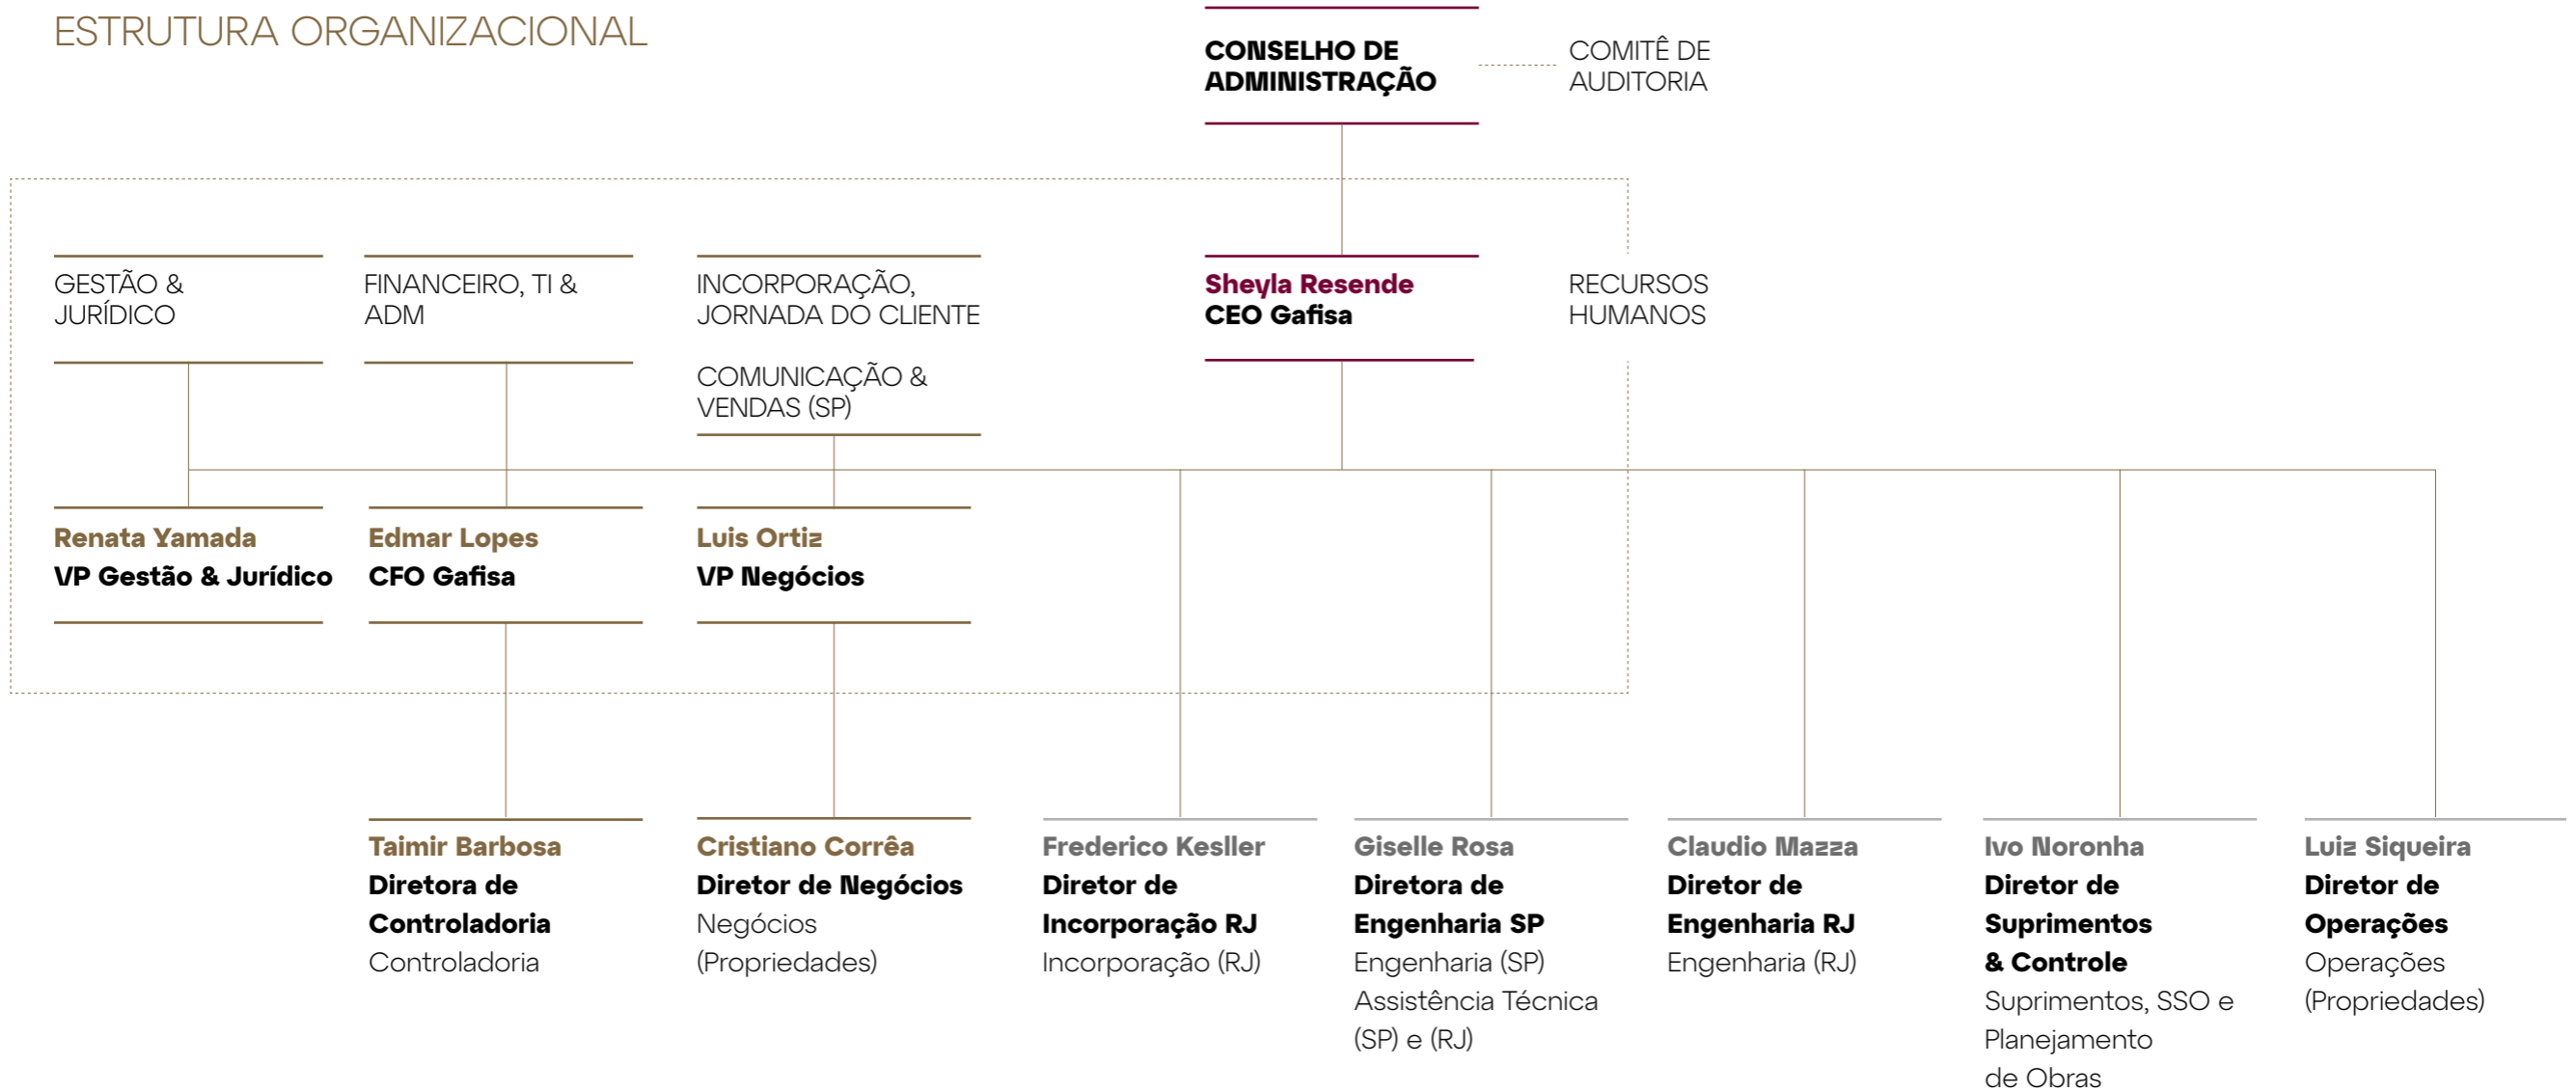 ESTRUTURA ORGANIZACIONAL
CONSELHO DE
ADMINISTRAÇÃO
COMITÊ DE
AUDITORIA
GESTÃO &
JURÍDICO
FINANCEIRO, TI &
ADM
INCORPORAÇÃO,
JORNADA DO CLIENTE
COMUNICAÇÃO &
VENDAS (SP)
Sheyla Resende
CEO Gafisa
RECURSOS
HUMANOS
Renata Yamada
VP Gestão & Jurídico
Edmar Lopes
CFO Gafisa
Luis Ortiz
VP Negócios
Taimir Barbosa
Diretora de
Controladoria
Controladoria
Cristiano Corrêa
Diretor de Negócios
Negócios
(Propriedades)
Frederico Kesller
Diretor de
Incorporação RJ
Incorporação (RJ)
Giselle Rosa
Diretora de
Engenharia SP
Engenharia (SP)
Assistência Técnica
(SP) e (RJ)
Claudio Mazza
Diretor de
Engenharia RJ
Engenharia (RJ)
Ivo Noronha
Diretor de
Suprimentos
& Controle
Suprimentos, SSO e
Planejamento
de Obras
Luiz Siqueira
Diretor de
Operações
Operações
(Propriedades)